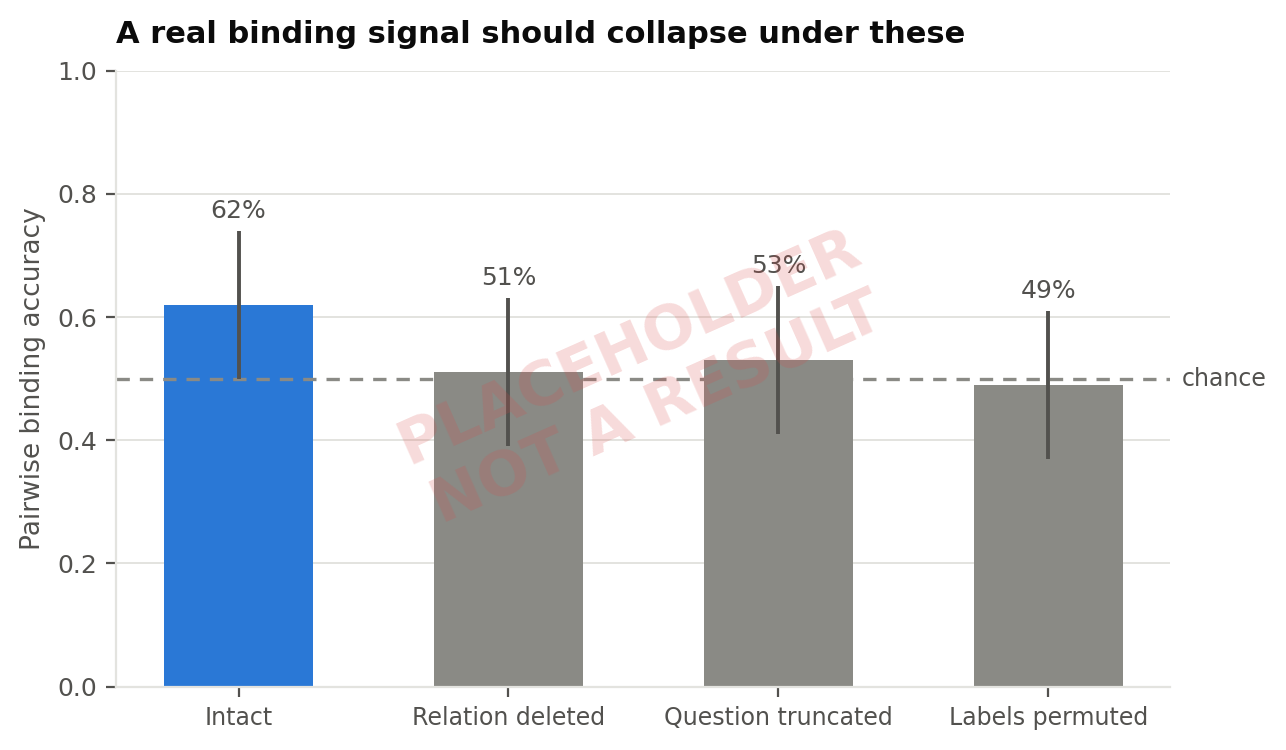 A real binding signal should collapse under these
1.0
0.8
0.6
0.4
0.2
0.0
Pairwise binding accuracy
62%
51%
53%
49%
chance
PLACEHOLDER
NOT A RESULT
Intact
Relation deleted
Question truncated
Labels permuted